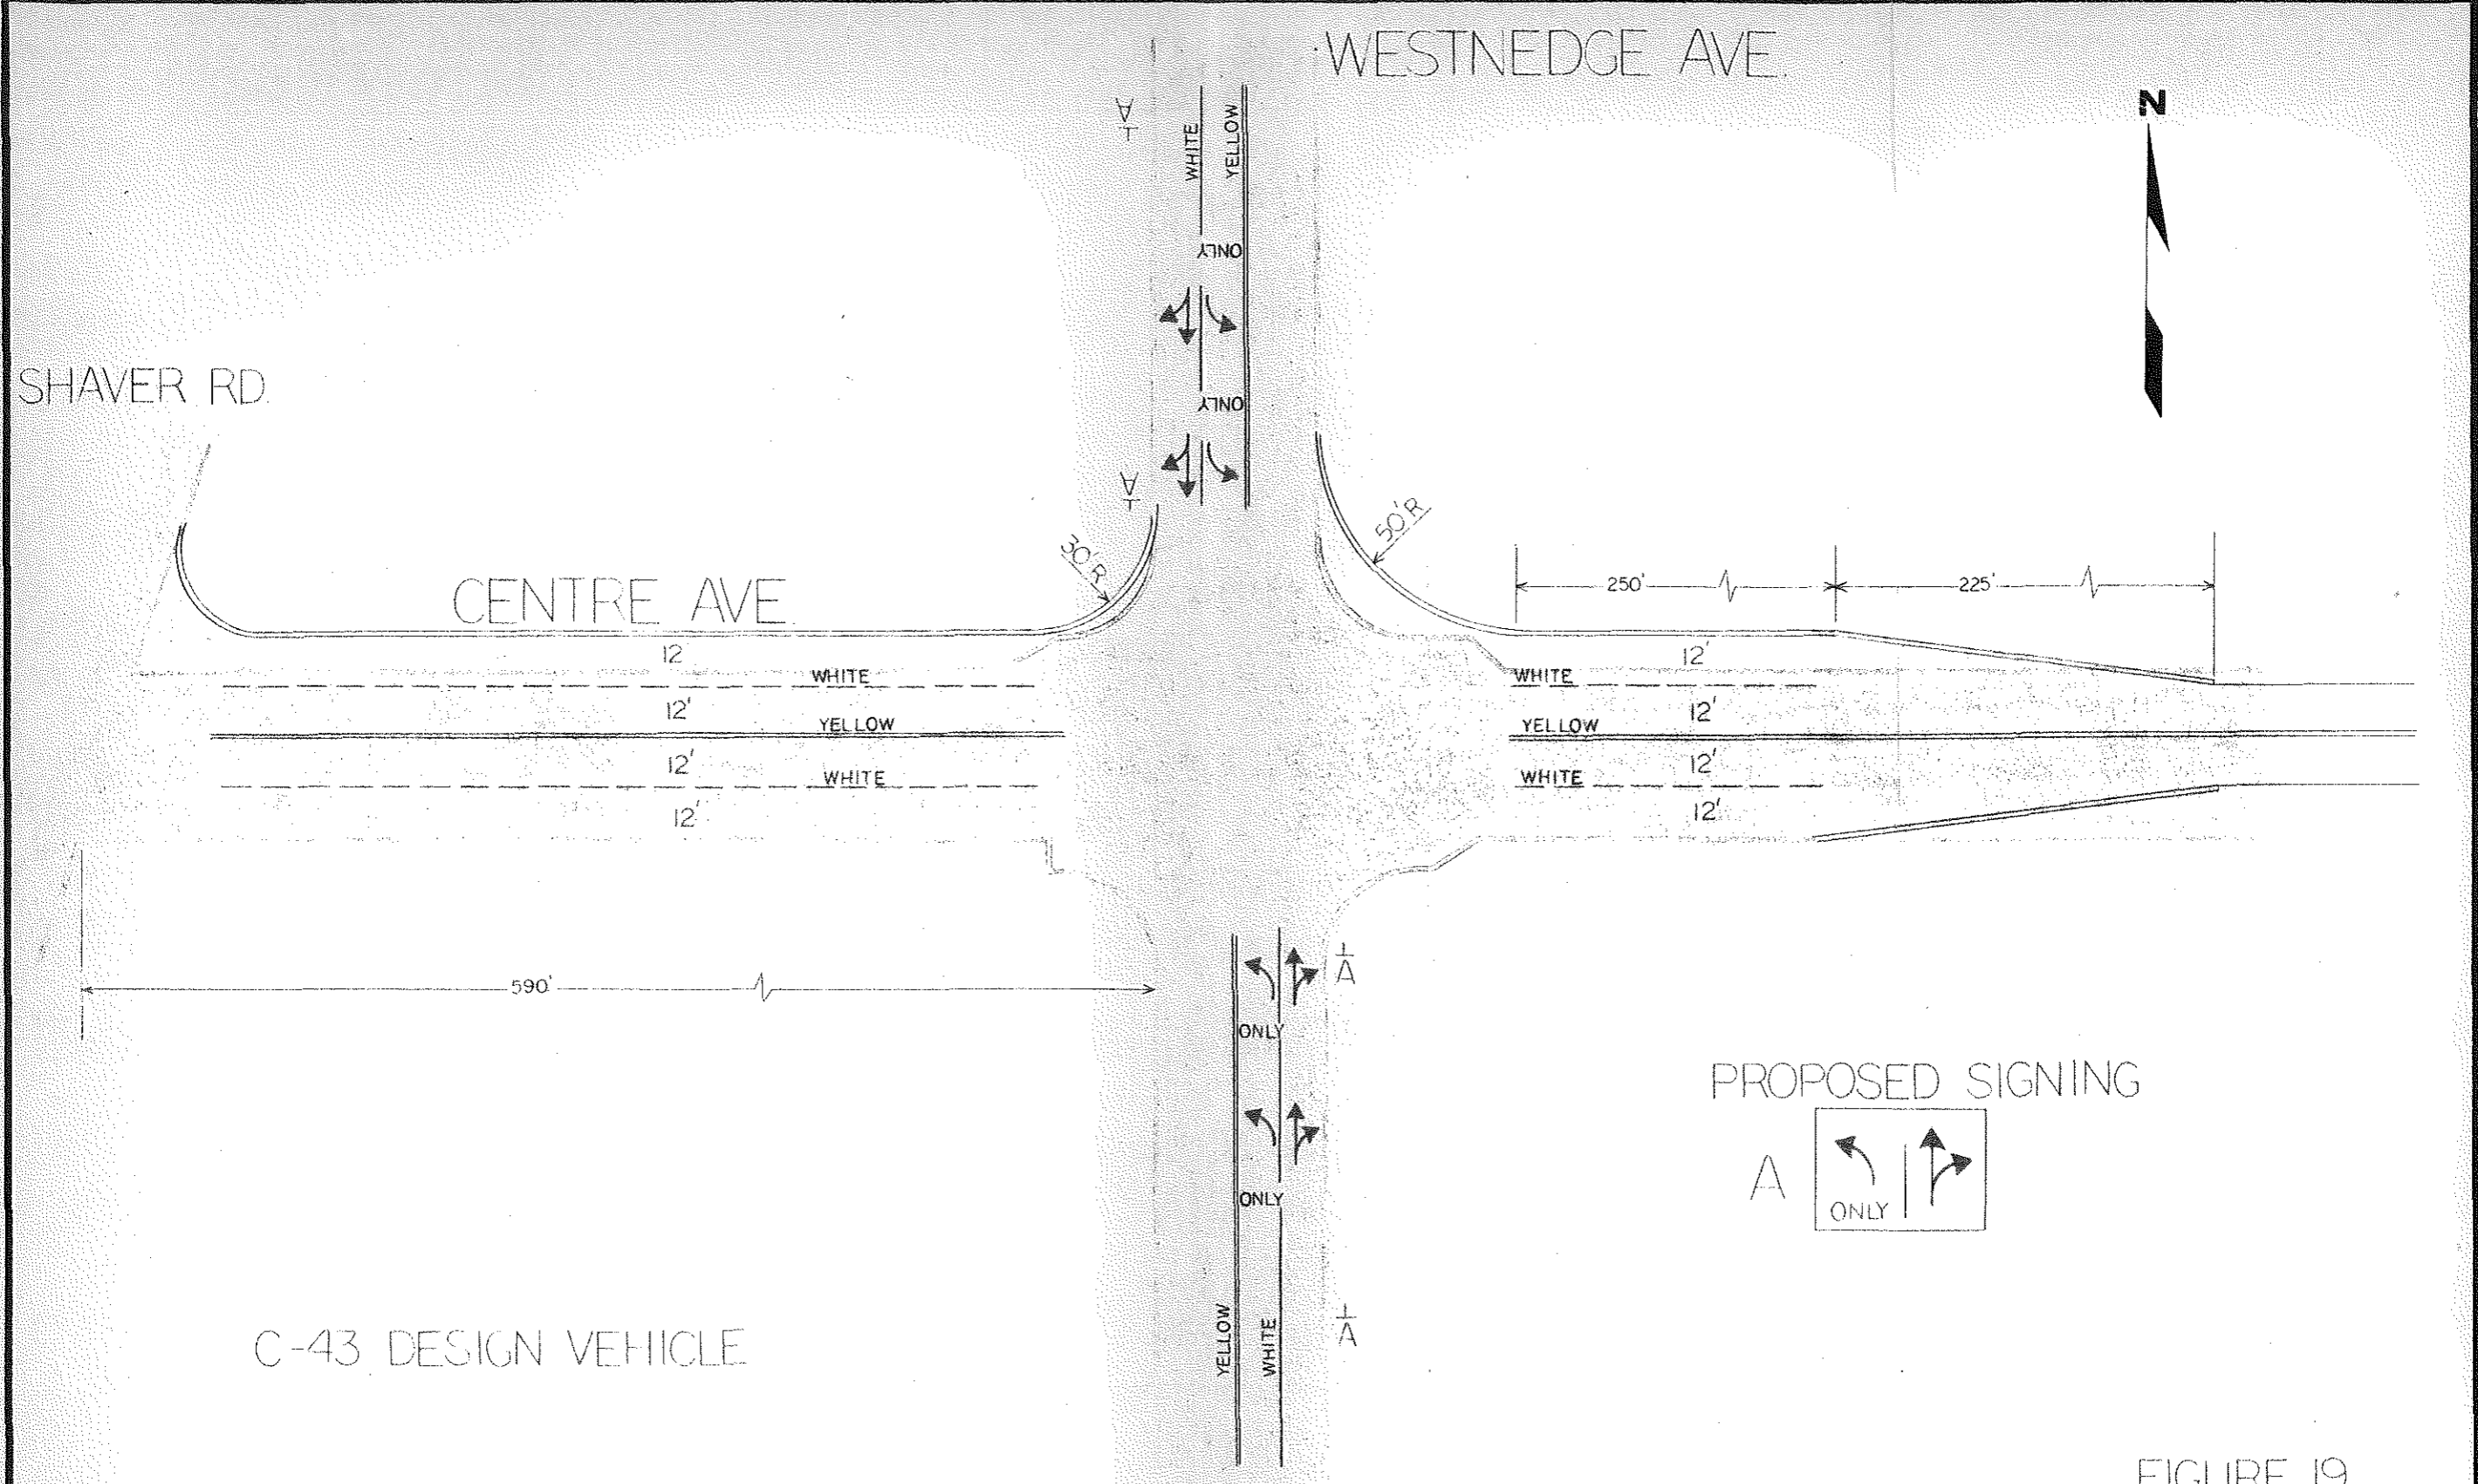 WESTNEDGE AVE.
N
A
WHITE
YELLOW
ONLY
ONLY
A
SHAVER RD.
CENTRE AVE.
30'R
50'R
250'
225'
12
WHITE
12'
YELLOW
12'
WHITE
12'
12'
WHITE
12'
YELLOW
12'
WHITE
12'
590'
A
ONLY
ONLY
YELLOW
WHITE
A
PROPOSED SIGNING
A
ONLY
C-43 DESIGN VEHICLE
FIGURE 19